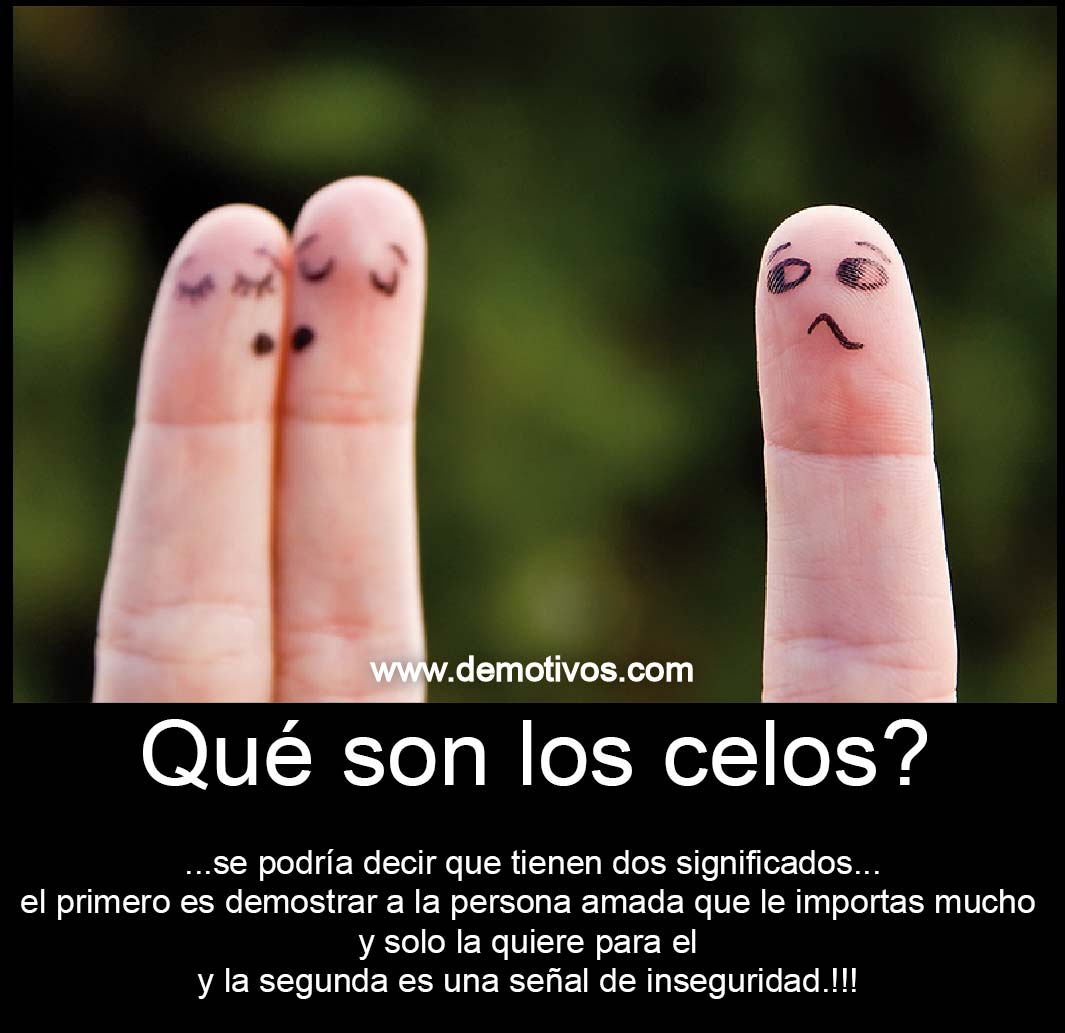 www.demotivos.com
Qué son los celos?
...se podría decir que tienen dos significados...
el primero es demostrar a la persona amada que le importas mucho
y solo la quiere para el
y la segunda es una señal de inseguridad.!!!